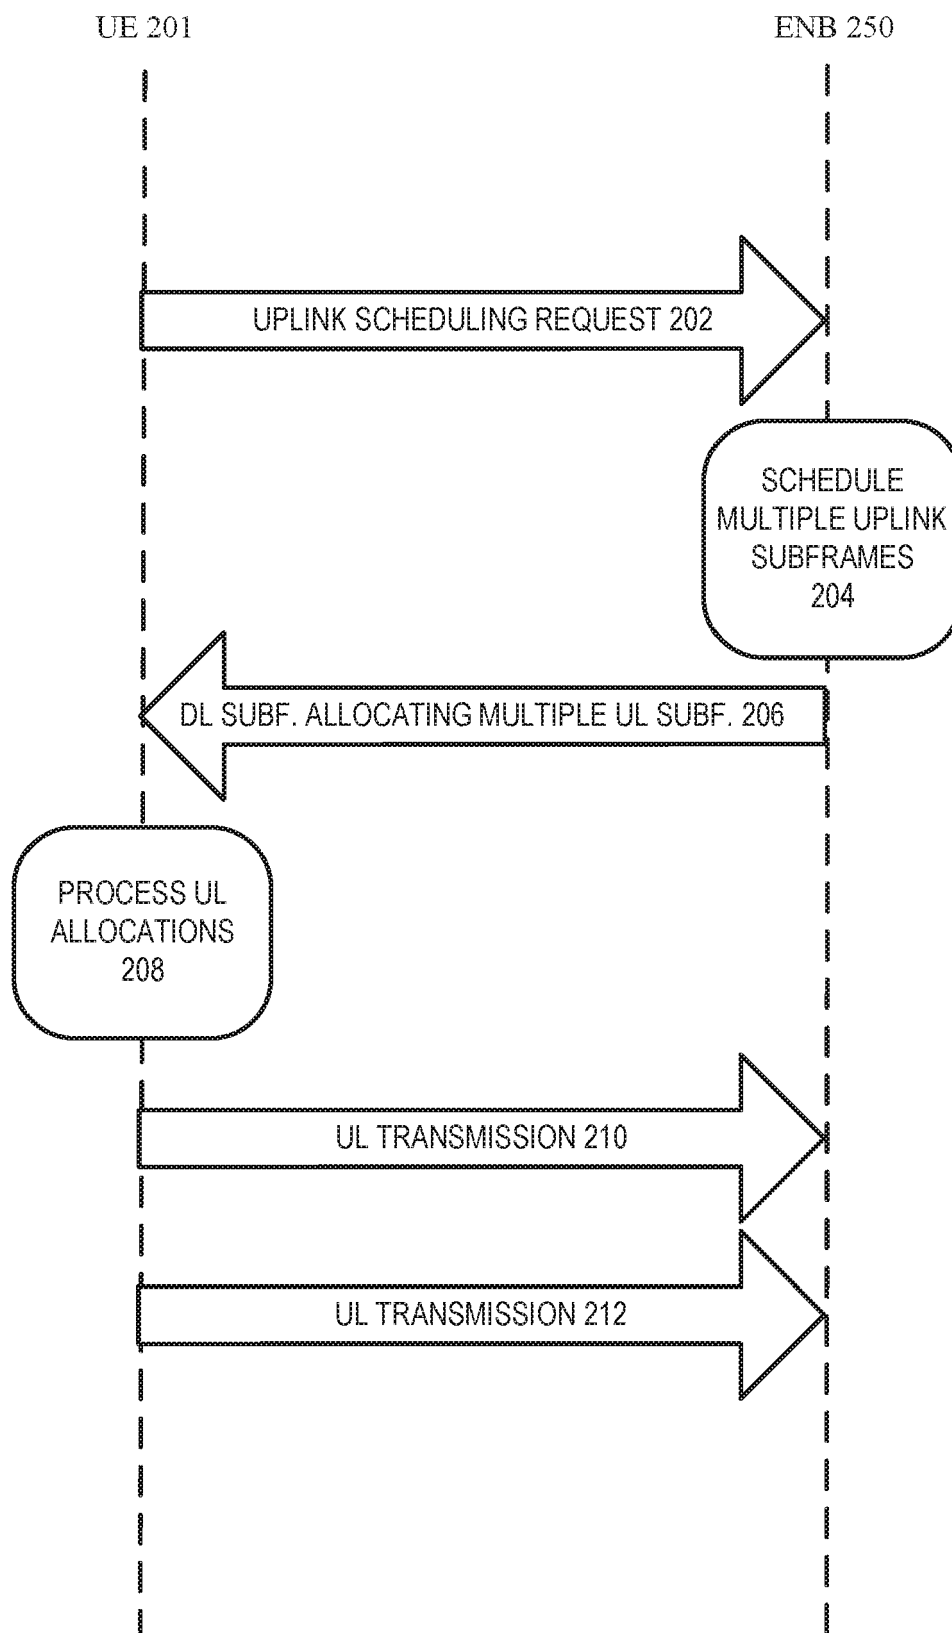 UE 201
ENB 250
UPLINK SCHEDULING REQUEST 202
SCHEDULE
MULTIPLE UPLINK
SUBFRAMES
204
DL SUBF. ALLOCATING MULTIPLE UL SUBF. 206
PROCESS UL
ALLOCATIONS
208
UL TRANSMISSION 210
UL TRANSMISSION 212